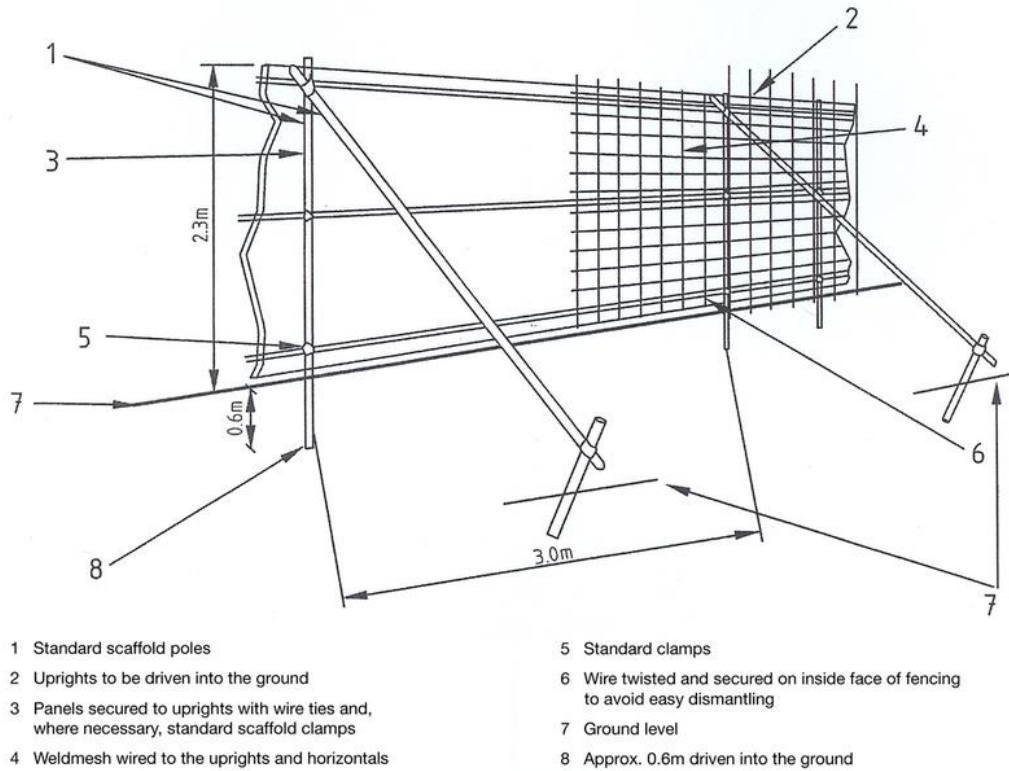 2
1
4
3
2.3m
5
7
0.6m
6
8
3.0m
7
1 Standard scaffold poles
2 Uprights to be driven into the ground
3 Panels secured to uprights with wire ties and,
where necessary, standard scaffold clamps
4 Weldmesh wired to the uprights and horizontals
5 Standard clamps
6 Wire twisted and secured on inside face of fencing
to avoid easy dismantling
7 Ground level
8 Approx. 0.6m driven into the ground